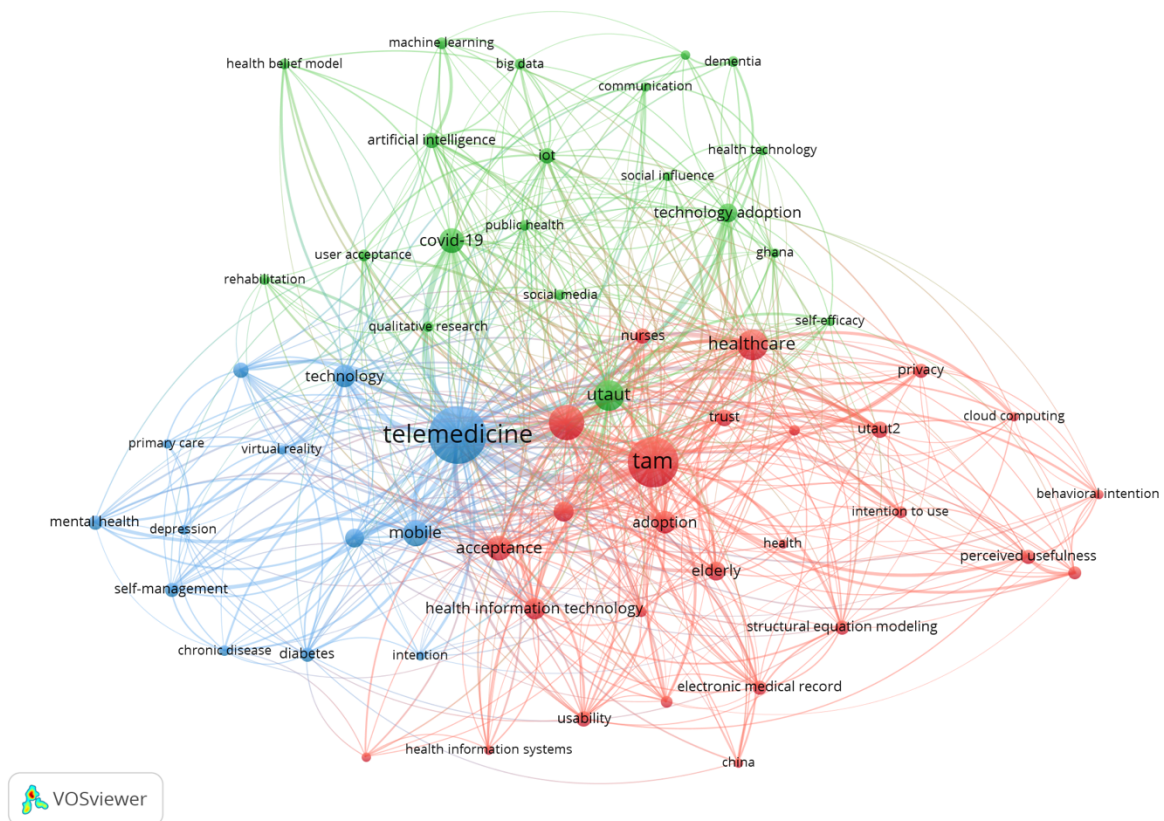 machine learning
health belief model
big data
dementia
communication
artificial intelligence
iot
health technology
social influence
technology adoption
public health
covid-19
user acceptance
ghana
rehabilitation
social media
qualitative research
self-efficacy
nurses
healthcare
technology
privacy
utaut
trust
cloud computing
utaut2
telemedicine
primary care
virtual reality
tam
behavioral intention
mental health
depression
adoption
intention to use
mobile
acceptance
health
perceived usefulness
elderly
self-management
health information technology
structural equation modeling
chronic disease
diabetes
intention
electronic medical record
usability
health information systems
china
VOSviewer